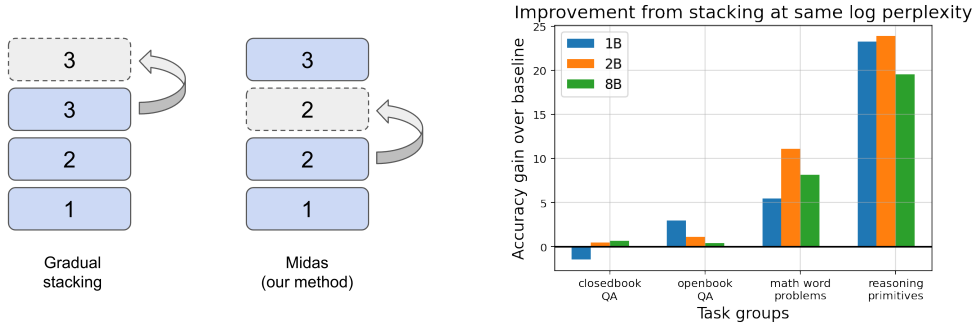 3
3
2
1
Gradual
stacking
3
2
2
1
Midas
(our method)
Improvement from stacking at same log perplexity
Accuracy gain over baseline
25
20
15
10
5
0
1B
2B
8B
closedbook
QA
openbook
QA
math word
problems
reasoning
primitives
Task groups